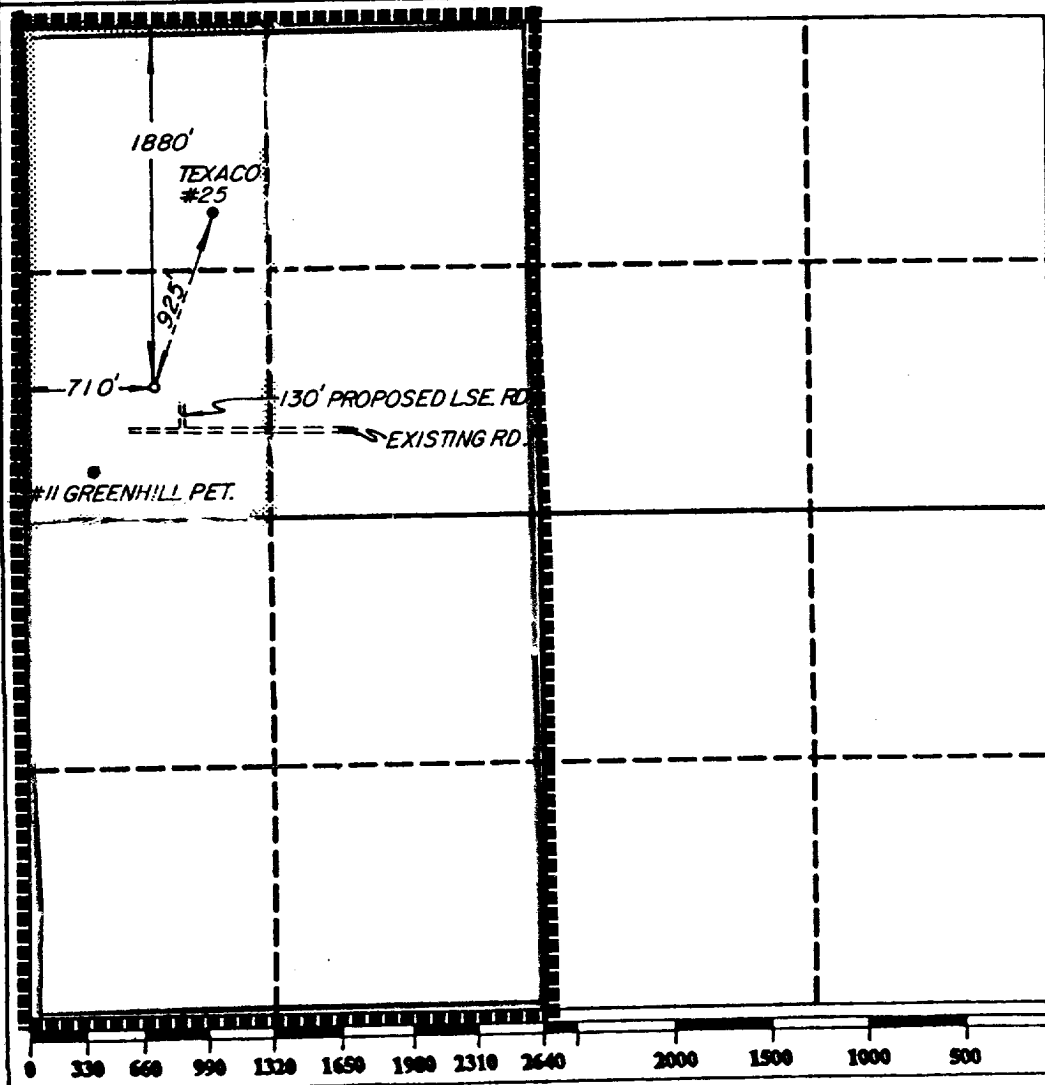 1880'
TEXACO
#25
925'
710'
130' PROPOSED LSE. RD.
EXISTING RD.
#11 GREENHILL PET.
0 330 660 990 1320 1650 1980 2310 2640 2000 1500 1000 500